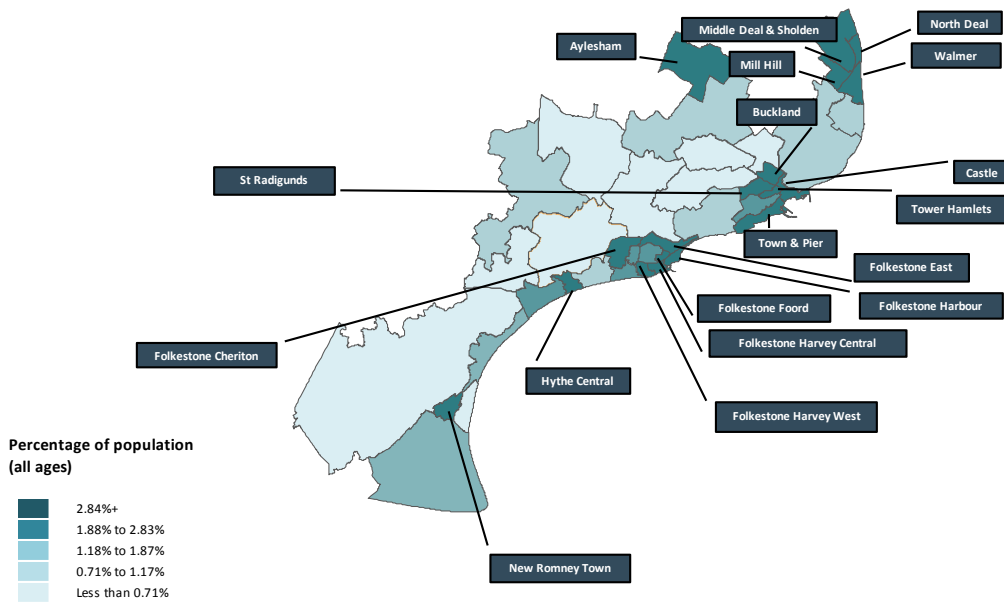 North Deal
Middle Deal & Sholden
Aylesham
Walmer
Mill Hill
Buckland
Castle
St Radigunds
Tower Hamlets
Town & Pier
Folkestone East
Folkestone Harbour
Folkestone Foord
Folkestone Harvey Central
Folkestone Cheriton
Hythe Central
Folkestone Harvey West
Percentage of population
(all ages)
2.84%+
1.88% to 2.83%
1.18% to 1.87%
0.71% to 1.17%
Less than 0.71%
New Romney Town